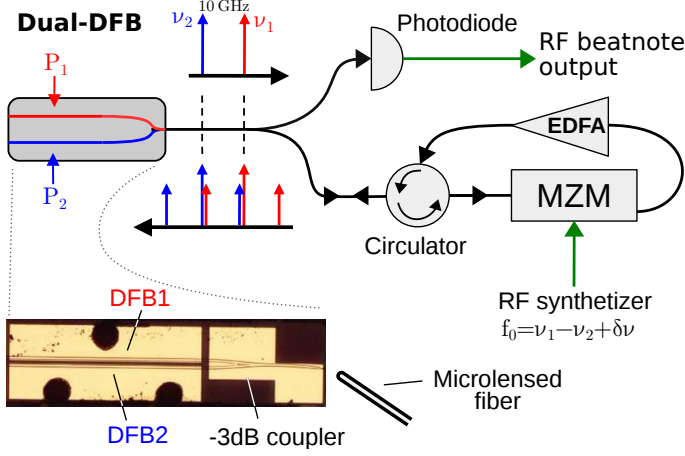 Dual-DFB
10 GHz
ν₂
ν₁
Photodiode
RF beatnote
output
P₁
P₂
EDFA
MZM
Circulator
RF synthetizer
f₀=ν₁−ν₂+δν
DFB1
DFB2
-3dB coupler
Microlensed
fiber